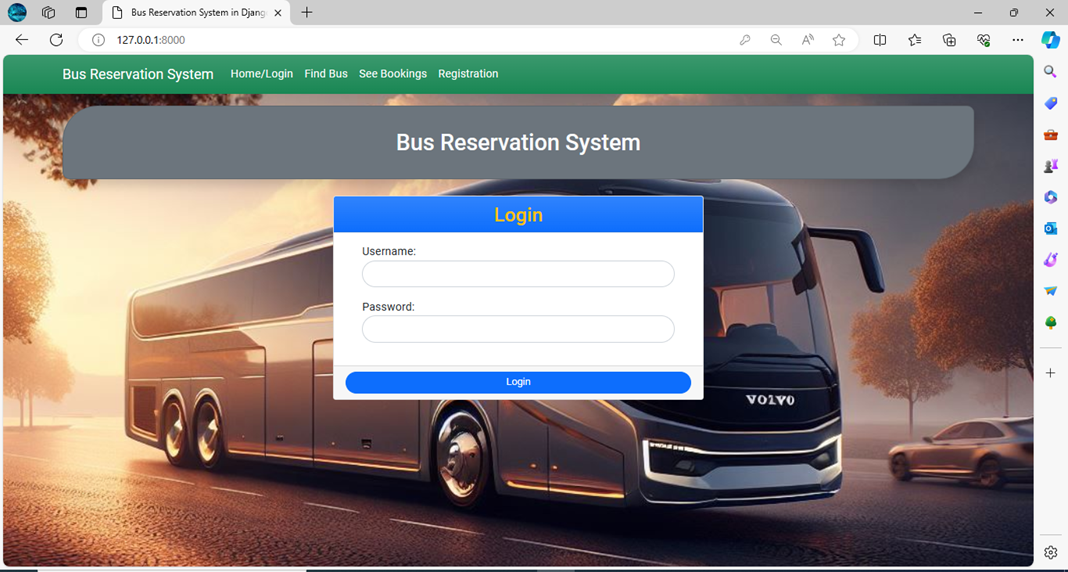 Bus Reservation System in Djang
127.0.0.1:8000
Bus Reservation System Home/Login Find Bus See Bookings Registration
Bus Reservation System
Login
Username:
Password:
Login
VOLVO